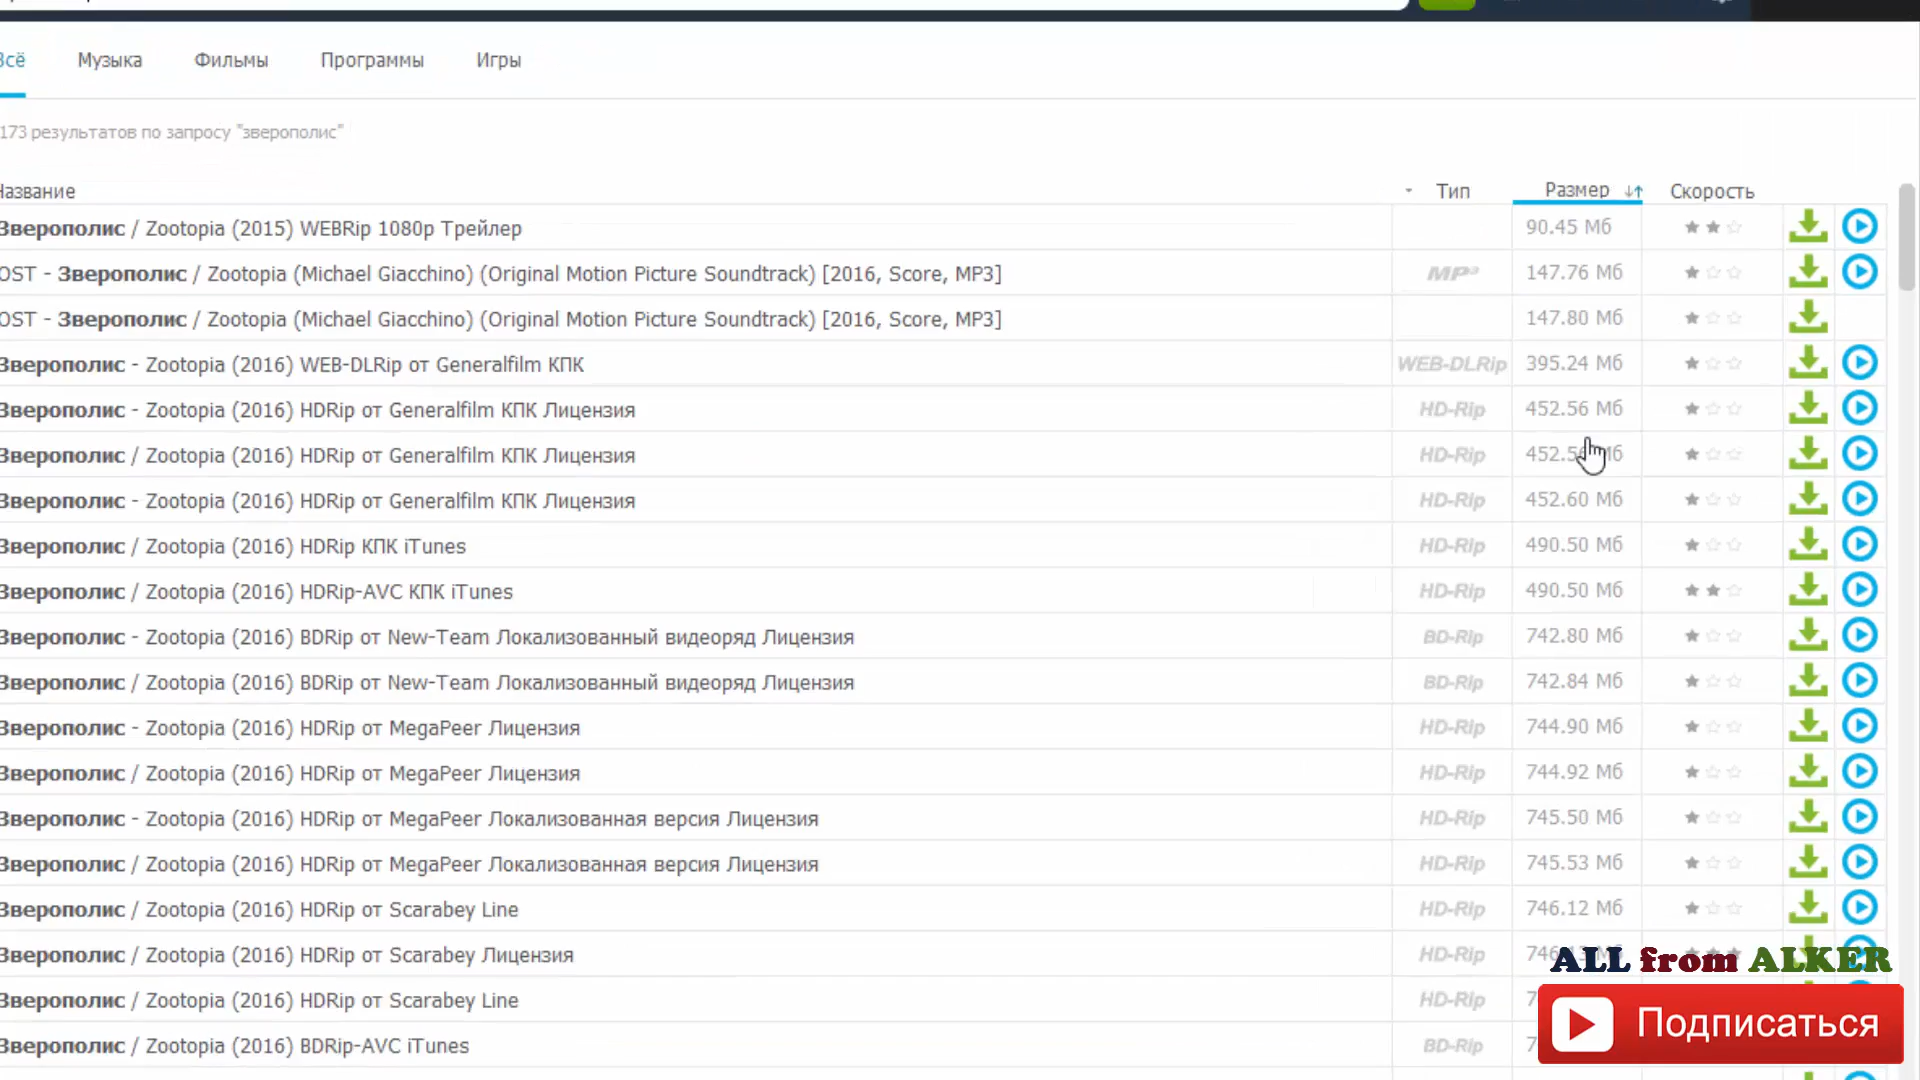 Всё Музыка Фильмы Программы Игры
173 результатов по запросу "зверополис"
Название Тип Размер Скорость
Зверополис / Zootopia (2015) WEBRip 1080p Трейлер 90.45 Мб
OST - Зверополис / Zootopia (Michael Giacchino) (Original Motion Picture Soundtrack) [2016, Score, MP3] MP3 147.76 Мб
OST - Зверополис / Zootopia (Michael Giacchino) (Original Motion Picture Soundtrack) [2016, Score, MP3] 147.80 Мб
Зверополис - Zootopia (2016) WEB-DLRip от Generalfilm КПК WEB-DLRip 395.24 Мб
Зверополис - Zootopia (2016) HDRip от Generalfilm КПК Лицензия HD-Rip 452.56 Мб
Зверополис / Zootopia (2016) HDRip от Generalfilm КПК Лицензия HD-Rip
Зверополис - Zootopia (2016) HDRip от Generalfilm КПК Лицензия HD-Rip 452.60 Мб
Зверополис / Zootopia (2016) HDRip КПК iTunes HD-Rip 490.50 Мб
Зверополис / Zootopia (2016) HDRip-AVC КПК iTunes HD-Rip 490.50 Мб
Зверополис - Zootopia (2016) BDRip от New-Team Локализованный видеоряд Лицензия BD-Rip 742.80 Мб
Зверополис / Zootopia (2016) BDRip от New-Team Локализованный видеоряд Лицензия BD-Rip 742.84 Мб
Зверополис - Zootopia (2016) HDRip от MegaPeer Лицензия HD-Rip 744.90 Мб
Зверополис / Zootopia (2016) HDRip от MegaPeer Лицензия HD-Rip 744.92 Мб
Зверополис - Zootopia (2016) HDRip от MegaPeer Локализованная версия Лицензия HD-Rip 745.50 Мб
Зверополис / Zootopia (2016) HDRip от MegaPeer Локализованная версия Лицензия HD-Rip 745.53 Мб
Зверополис / Zootopia (2016) HDRip от Scarabey Line HD-Rip 746.12 Мб
Зверополис / Zootopia (2016) HDRip от Scarabey Лицензия HD-Rip
ALL from ALKER
Зверополис / Zootopia (2016) HDRip от Scarabey Line HD-Rip
Подписаться
Зверополис / Zootopia (2016) BDRip-AVC iTunes BD-Rip